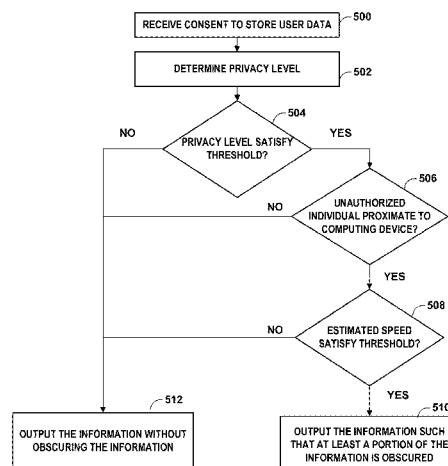 RECEIVE CONSENT TO STORE USER DATA
500
DETERMINE PRIVACY LEVEL
502
504
NO
PRIVACY LEVEL SATISFY
THRESHOLD?
YES
506
NO
UNAUTHORIZED
INDIVIDUAL PROXIMATE TO
COMPUTING DEVICE?
YES
508
NO
ESTIMATED SPEED
SATISFY THRESHOLD?
YES
512
510
OUTPUT THE INFORMATION WITHOUT
OBSCURING THE INFORMATION
OUTPUT THE INFORMATION SUCH
THAT AT LEAST A PORTION OF THE
INFORMATION IS OBSCURED